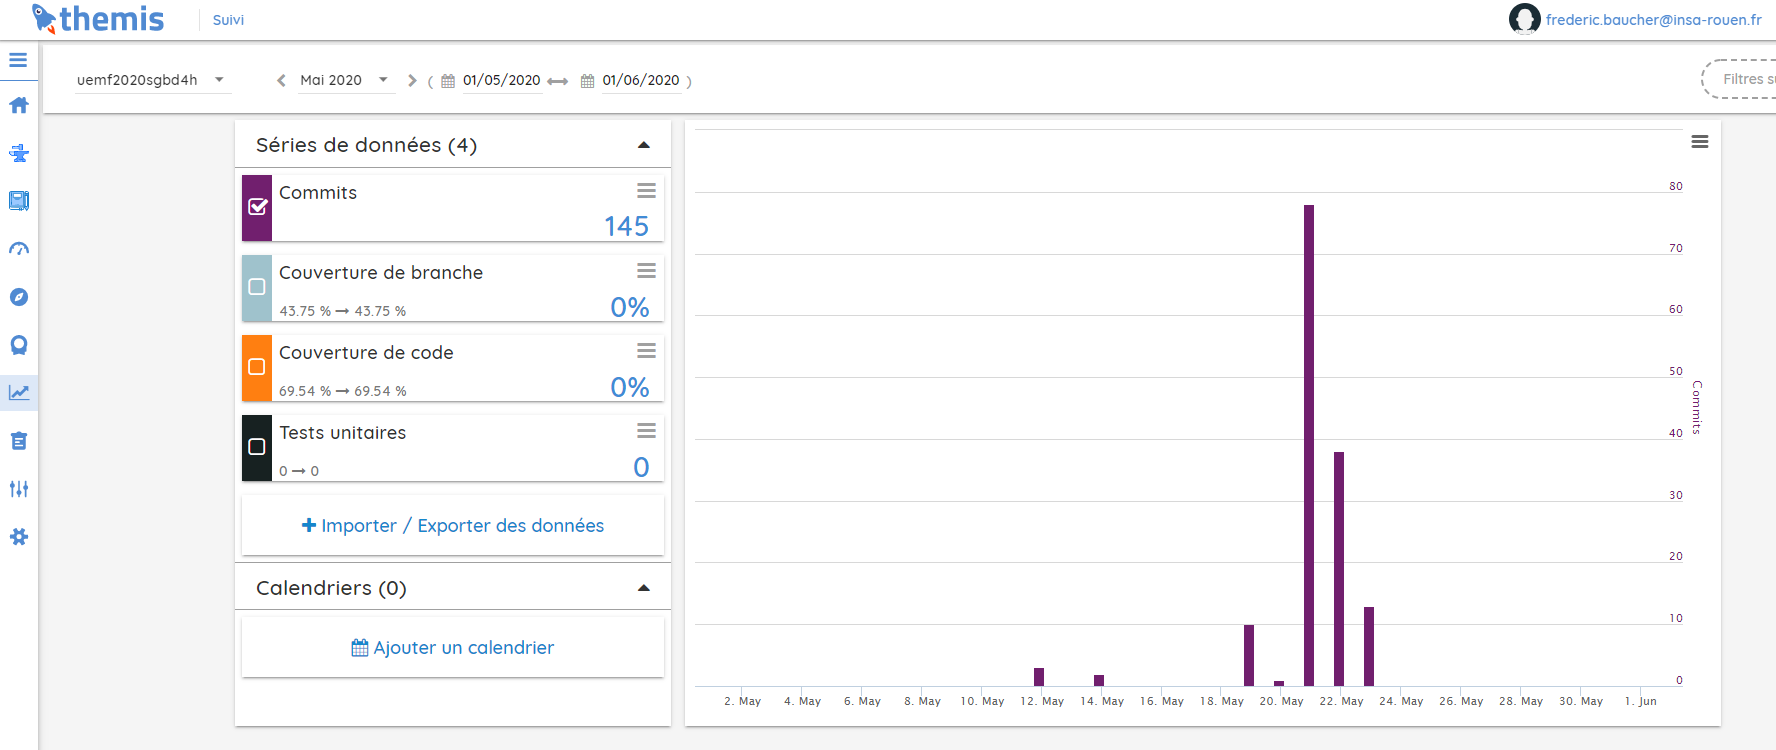 themis
Suivi
frederic.baucher@insa-rouen.fr
uemf2020sgbd4h
Mai 2020
( 01/05/2020 01/06/2020 )
Filtres su
Séries de données (4)
Commits
145
Couverture de branche
43.75 % → 43.75 %
0%
Couverture de code
69.54 % → 69.54 %
0%
Tests unitaires
0 → 0
0
+ Importer / Exporter des données
Calendriers (0)
Ajouter un calendrier
80
70
60
50
40
30
20
10
0
Commits
2. May 4. May 6. May 8. May 10. May 12. May 14. May 16. May 18. May 20. May 22. May 24. May 26. May 28. May 30. May 1. Jun